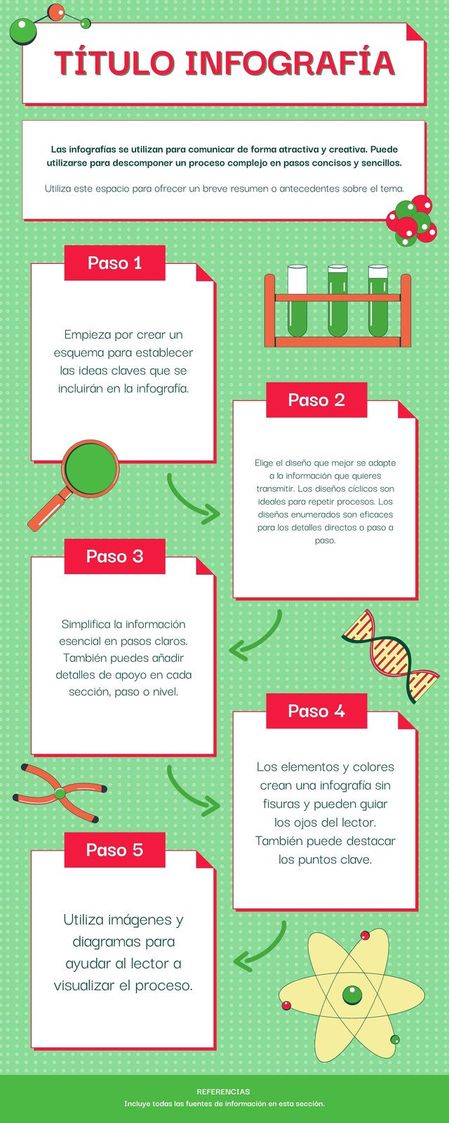 TÍTULO INFOGRAFÍA
Las infografías se utilizan para comunicar de forma atractiva y creativa. Puede
utilizarse para descomponer un proceso complejo en pasos concisos y sencillos.
Utiliza este espacio para ofrecer un breve resumen o antecedentes sobre el tema.
Paso 1
Empieza por crear un
esquema para establecer
las ideas claves que se
incluirán en la infografía.
Paso 2
Elige el diseño que mejor se adapte
a la información que quieres
transmitir. Los diseños cíclicos son
ideales para repetir procesos. Los
diseños enumerados son eficaces
para los detalles directos o paso a
paso.
Paso 3
Simplifica la información
esencial en pasos claros.
También puedes añadir
detalles de apoyo en cada
sección, paso o nivel.
Paso 4
Los elementos y colores
crean una infografía sin
fisuras y pueden guiar
los ojos del lector.
También puede destacar
los puntos clave.
Paso 5
Utiliza imágenes y
diagramas para
ayudar al lector a
visualizar el proceso.
REFERENCIAS
Incluye todas las fuentes de información en esta sección.